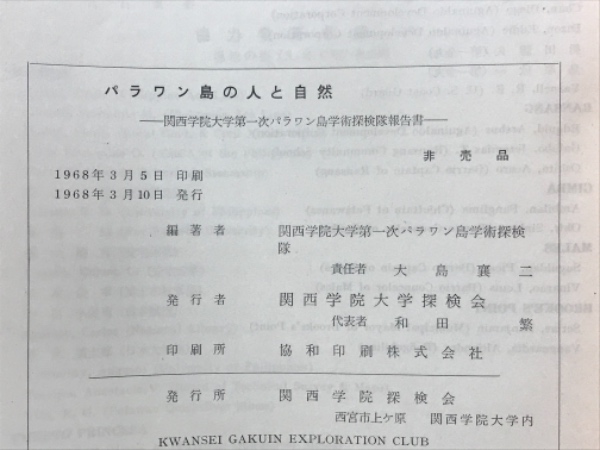 パラワン島の人と自然
――関西学院大学第一次パラワン島学術探検隊報告書――
非売品
1968年3月5日 印刷
1968年3月10日 発行
編著者 関西学院大学第一次パラワン島学術探検
隊
責任者 大島襄二
発行者 関西学院大学探検会
代表者 和田繁
印刷所 協和印刷株式会社
発行所 関西学院探検会
西宮市上ケ原 関西学院大学内
KWANSEI GAKUIN EXPLORATION CLUB